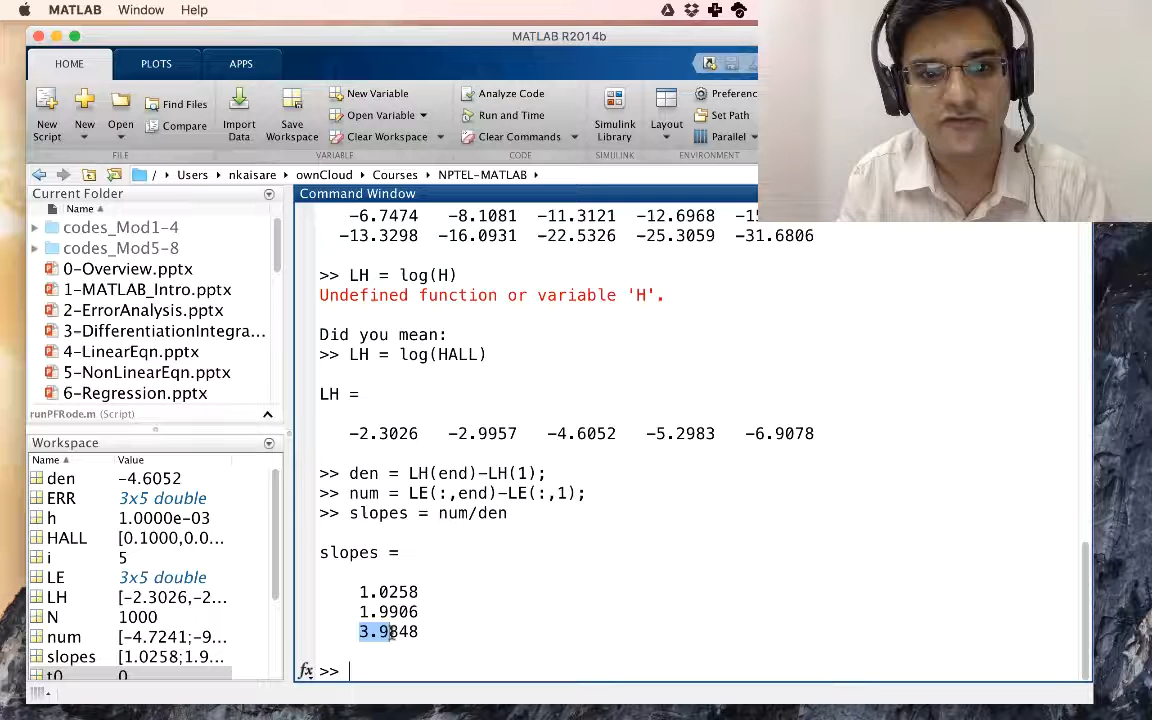 MATLAB Window Help
MATLAB R2014b
HOME PLOTS APPS
New Script
New
Open
Find Files
Compare
Import Data
Save Workspace
New Variable
Open Variable
Clear Workspace
Analyze Code
Run and Time
Clear Commands
Simulink Library
Layout
Preferenc
Set Path
Parallel
FILE VARIABLE CODE SIMULINK ENVIRONMENT
/ Users nkaisare ownCloud Courses NPTEL-MATLAB
Current Folder
Name
codes_Mod1-4
codes_Mod5-8
0-Overview.pptx
1-MATLAB_Intro.pptx
2-ErrorAnalysis.pptx
3-DifferentiationIntegra...
4-LinearEqn.pptx
5-NonLinearEqn.pptx
6-Regression.pptx
runPFRode.m (Script)
Workspace
Name Value
den -4.6052
ERR 3x5 double
h 1.0000e-03
HALL [0.1000,0.0...
i 5
LE 3x5 double
LH [-2.3026,-2...
N 1000
num [-4.7241;-9...
slopes [1.0258;1.9...
t0 0
Command Window
-6.7474 -8.1081 -11.3121 -12.6968
-13.3298 -16.0931 -22.5326 -25.3059 -31.6806
>> LH = log(H)
Undefined function or variable 'H'.
Did you mean:
>> LH = log(HALL)
LH =
-2.3026 -2.9957 -4.6052 -5.2983 -6.9078
>> den = LH(end)-LH(1);
>> num = LE(:,end)-LE(:,1);
>> slopes = num/den
slopes =
1.0258
1.9906
3.9848
fx >>